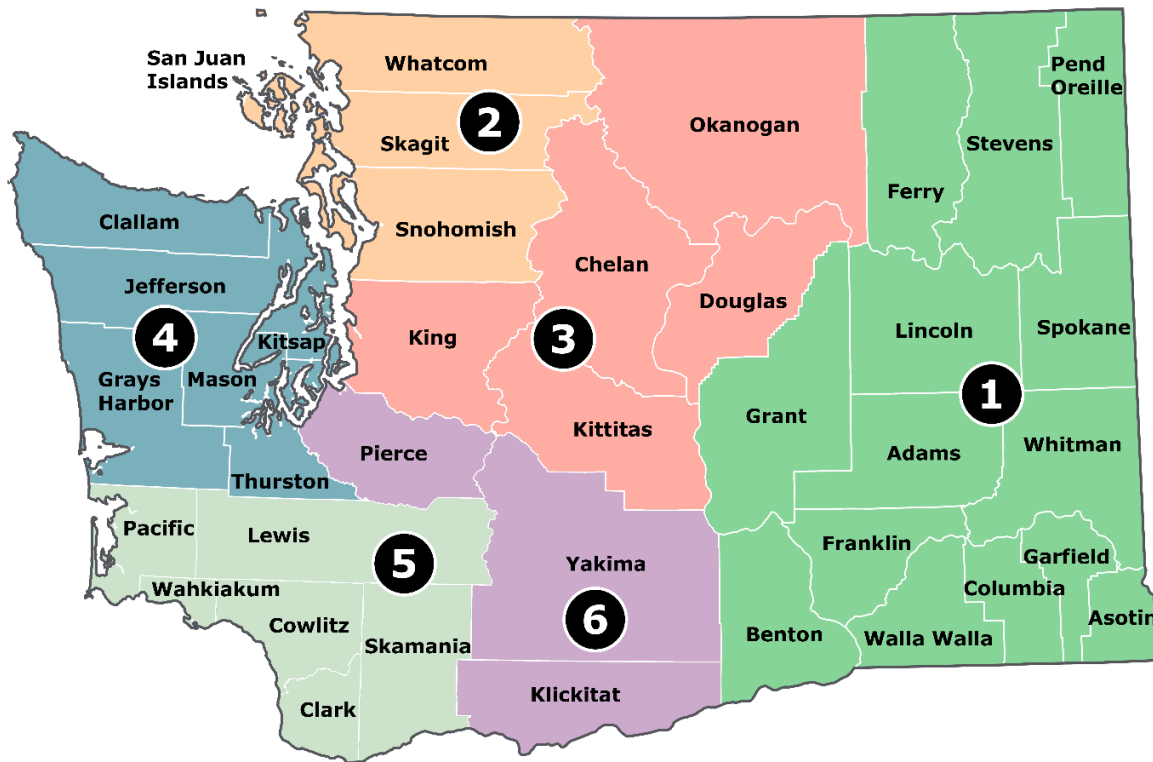 San Juan
Islands
Whatcom
Pend
Oreille
2
Okanogan
Skagit
Stevens
Ferry
Clallam
Snohomish
Chelan
Jefferson
Douglas
Lincoln
Spokane
4
King
3
Kitsap
Grays
Harbor
Mason
1
Grant
Kittitas
Whitman
Pierce
Adams
Thurston
Pacific
Lewis
Franklin
5
Yakima
Garfield
Wahkiakum
Columbia
Asotin
Cowlitz
6
Skamania
Benton
Walla Walla
Clark
Klickitat